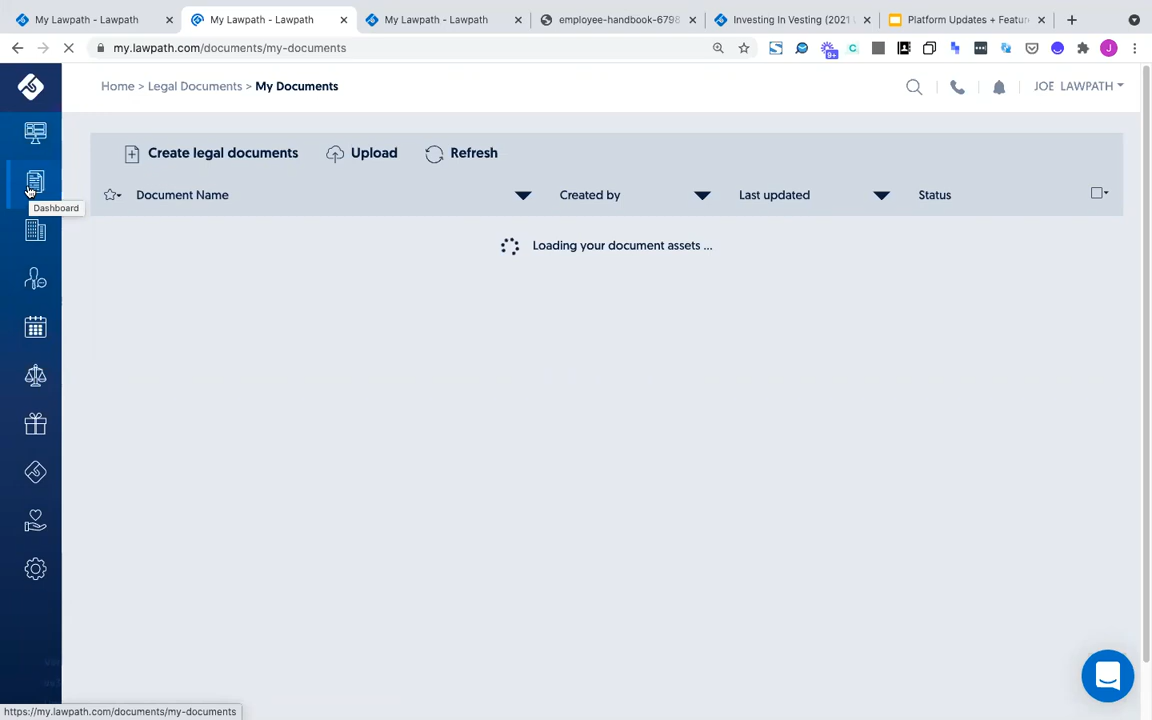 My Lawpath - Lawpath
My Lawpath - Lawpath
My Lawpath - Lawpath
employee-handbook-6798
Investing In Vesting (2021
Platform Updates + Featur
my.lawpath.com/documents/my-documents
9+
J
Home > Legal Documents > My Documents
JOE LAWPATH
Create legal documents
Upload
Refresh
Document Name
Created by
Last updated
Status
Dashboard
Loading your document assets ...
https://my.lawpath.com/documents/my-documents